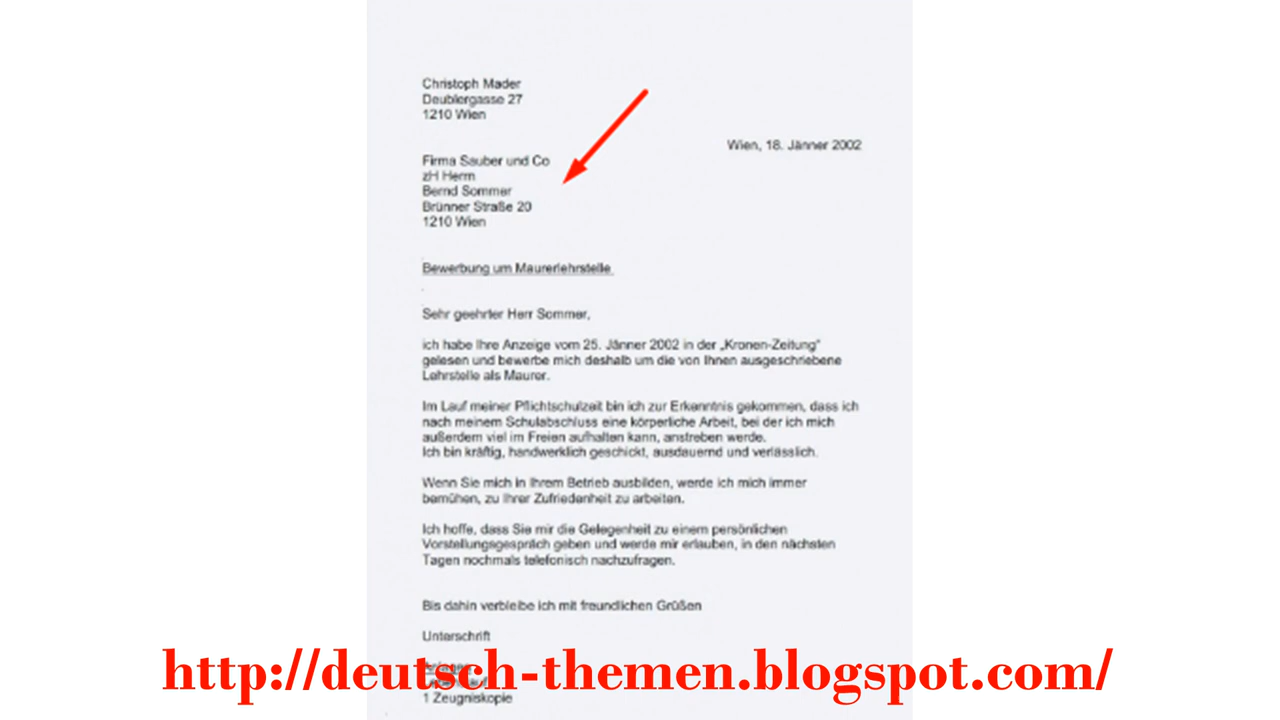 Christoph Mader
Deublergasse 27
1210 Wien
Wien, 18. Jänner 2002
Firma Sauber und Co
zH Herrn
Bernd Sommer
Brünner Straße 20
1210 Wien
Bewerbung um Maurerlehrstelle
Sehr geehrter Herr Sommer,
ich habe Ihre Anzeige vom 25. Jänner 2002 in der „Kronen-Zeitung"
gelesen und bewerbe mich deshalb um die von Ihnen ausgeschriebene
Lehrstelle als Maurer.
Im Lauf meiner Pflichtschulzeit bin ich zur Erkenntnis gekommen, dass ich
nach meinem Schulabschluss eine körperliche Arbeit, bei der ich mich
außerdem viel im Freien aufhalten kann, anstreben werde.
Ich bin kräftig, handwerklich geschickt, ausdauernd und verlässlich.
Wenn Sie mich in Ihrem Betrieb ausbilden, werde ich mich immer
bemühen, zu Ihrer Zufriedenheit zu arbeiten.
Ich hoffe, dass Sie mir die Gelegenheit zu einem persönlichen
Vorstellungsgespräch geben und werde mir erlauben, in den nächsten
Tagen nochmals telefonisch nachzufragen.
Bis dahin verbleibe ich mit freundlichen Grüßen
Unterschrift
http://deutsch-themen.blogspot.com/
1 Zeugniskopie